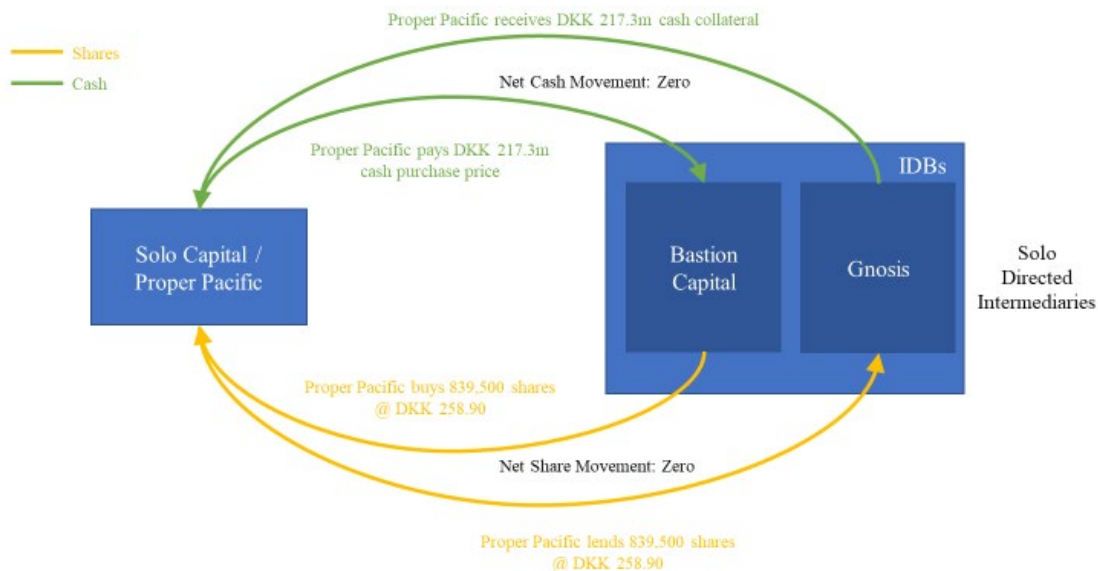 Proper Pacific receives DKK 217.3m cash collateral
Shares
Cash
Net Cash Movement: Zero
Proper Pacific pays DKK 217.3m
cash purchase price
IDBs
Solo Capital /
Proper Pacific
Bastion
Capital
Gnosis
Solo
Directed
Intermediaries
Proper Pacific buys 839,500 shares
@ DKK 258.90
Net Share Movement: Zero
Proper Pacific lends 839,500 shares
@ DKK 258.90